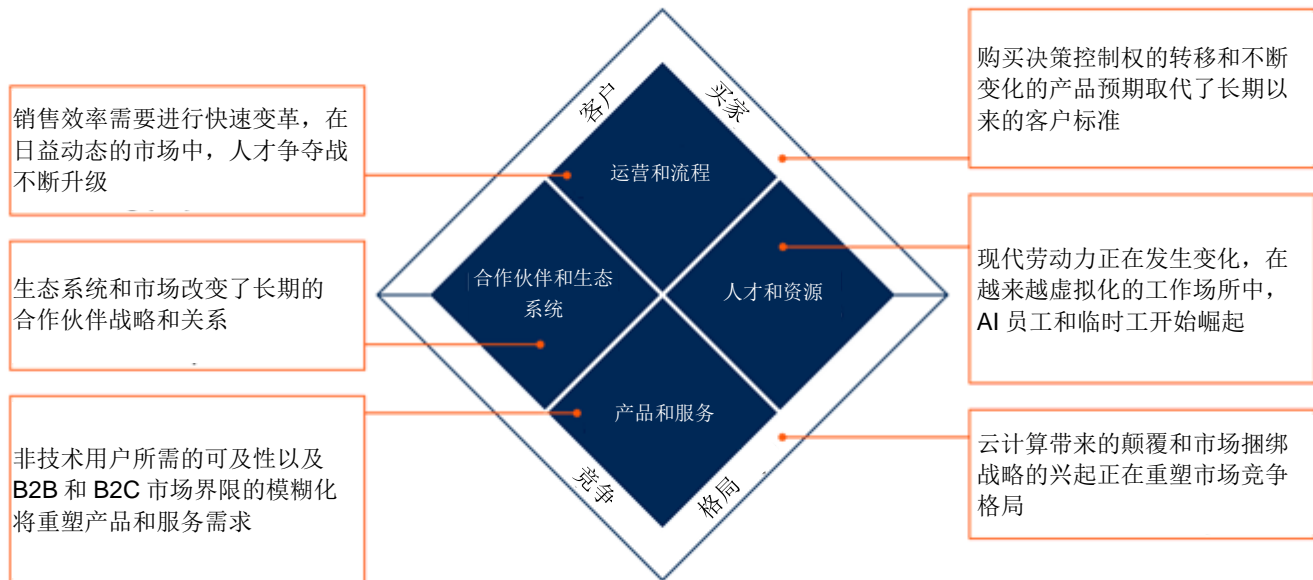 销售效率需要进行快速变革，在
日益动态的市场中，人才争夺战
不断升级
生态系统和市场改变了长期的
合作伙伴战略和关系
非技术用户所需的可及性以及
B2B 和 B2C 市场界限的模糊化
将重塑产品和服务需求
客户
买家
运营和流程
合作伙伴和生态
系统
人才和资源
产品和服务
竞争
格局
购买决策控制权的转移和不断
变化的产品预期取代了长期以
来的客户标准
现代劳动力正在发生变化，在
越来越虚拟化的工作场所中，
AI 员工和临时工开始崛起
云计算带来的颠覆和市场捆绑
战略的兴起正在重塑市场竞争
格局